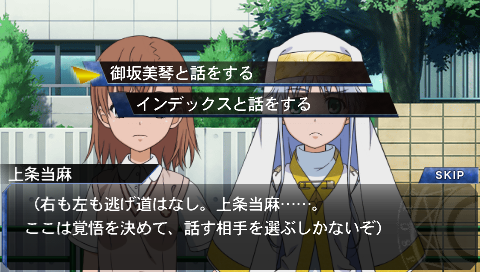 御坂美琴と話をする
インデックスと話をする
上条当麻
SKIP
（右も左も逃げ道はなし。上条当麻……。
ここは覚悟を決めて、話す相手を選ぶしかないぞ）